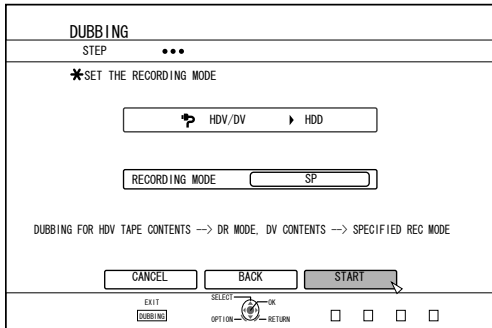 DUBBING
STEP
SET THE RECORDING MODE
HDV/DV HDD
RECORDING MODE SP
DUBBING FOR HDV TAPE CONTENTS --> DR MODE, DV CONTENTS --> SPECIFIED REC MODE
CANCEL BACK START
EXIT SELECT OK
DUBBING OPTION RETURN